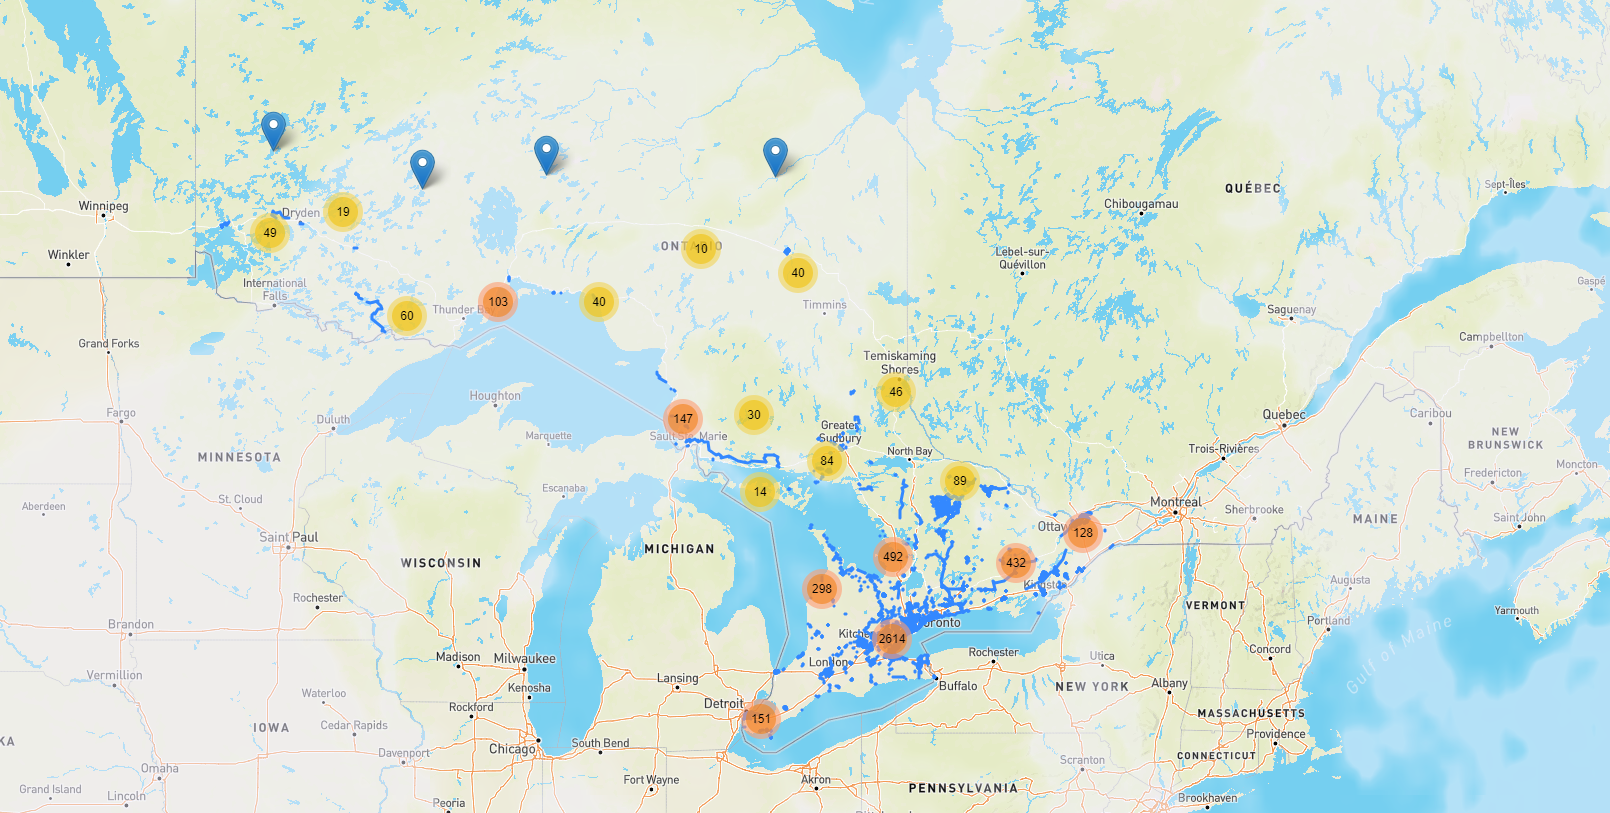 QUÉBEC
Sept-Îles
Chibougamau
Winnipeg
Dryden
19
49
Winkler
ONT
IO
10
40
Lebel-sur-
Quévillon
International
Falls
Gaspé
103
40
60
Thunder B
Timmins
Saguenay
Grand Forks
Campbellton
Temiskaming
Shores
46
Houghton
Fargo
Duluth
147
30
Quebec
Caribou
Marquette
Sault Ste. Marie
Greater
Sudbury
NEW
BRUNSWICK
MINNESOTA
84
North Bay
Trois-Rivières
Moncton
Fredericton
89
14
Escanaba
St. Cloud
Aberdeen
Montreal
Sherbrooke
MAINE
Saint John
128
Ottaw
Saint Paul
MICHIGAN
WISCONSIN
492
432
298
Kingston
Augusta
Rochester
VERMONT
Yarmouth
Brandon
Portland
Gulf of Maine
2614
Kitche
oronto
Madison
Milwaukee
London
Rochester
Utica
Concord
Vermillion
Lansing
Buffalo
NEW YORK
Albany
Waterloo
Kenosha
Rockford
Detroit
151
MASSACHUSETTS
IOWA
Cedar Rapids
Providence
KA
Chicago
South Bend
Davenport
CONNECTICUT
Scranton
Omaha
Fort Wayne
Akron
PENNSYLVANIA
Grand Island
Lincoln
Peoria
Brookhaven